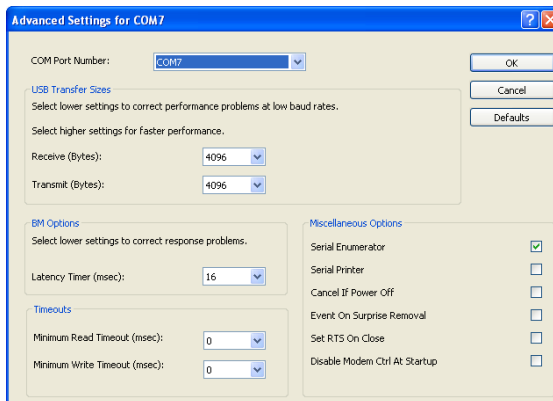 Advanced Settings for COM7
COM Port Number: COM7
OK
USB Transfer Sizes
Cancel
Select lower settings to correct performance problems at low baud rates.
Defaults
Select higher settings for faster performance.
Receive (Bytes): 4096
Transmit (Bytes): 4096
BM Options
Select lower settings to correct response problems.
Latency Timer (msec): 16
Timeouts
Minimum Read Timeout (msec): 0
Minimum Write Timeout (msec): 0
Miscellaneous Options
Serial Enumerator
Serial Printer
Cancel If Power Off
Event On Surprise Removal
Set RTS On Close
Disable Modem Ctrl At Startup